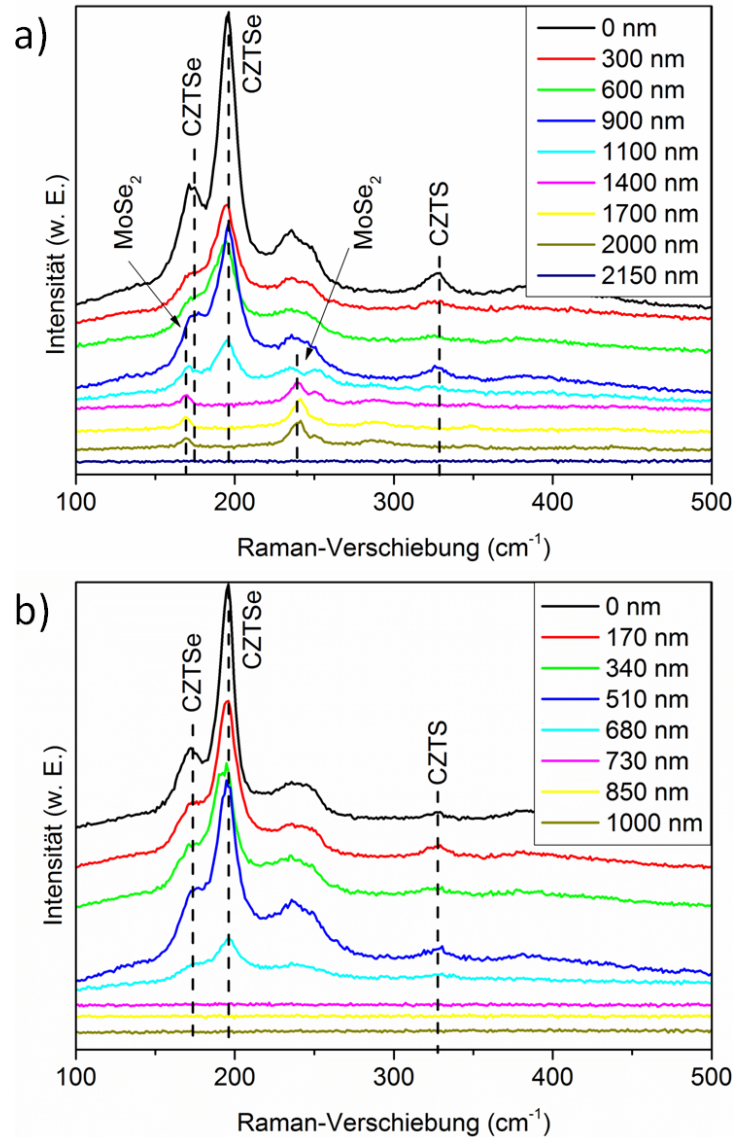 a)
CZTSe
CZTSe
MoSe₂
MoSe₂
CZTS
0 nm
300 nm
600 nm
900 nm
1100 nm
1400 nm
1700 nm
2000 nm
2150 nm
Intensität (w. E.)
100
200
300
400
500
Raman-Verschiebung (cm⁻¹)
b)
CZTSe
CZTSe
CZTS
0 nm
170 nm
340 nm
510 nm
680 nm
730 nm
850 nm
1000 nm
Intensität (w. E.)
100
200
300
400
500
Raman-Verschiebung (cm⁻¹)